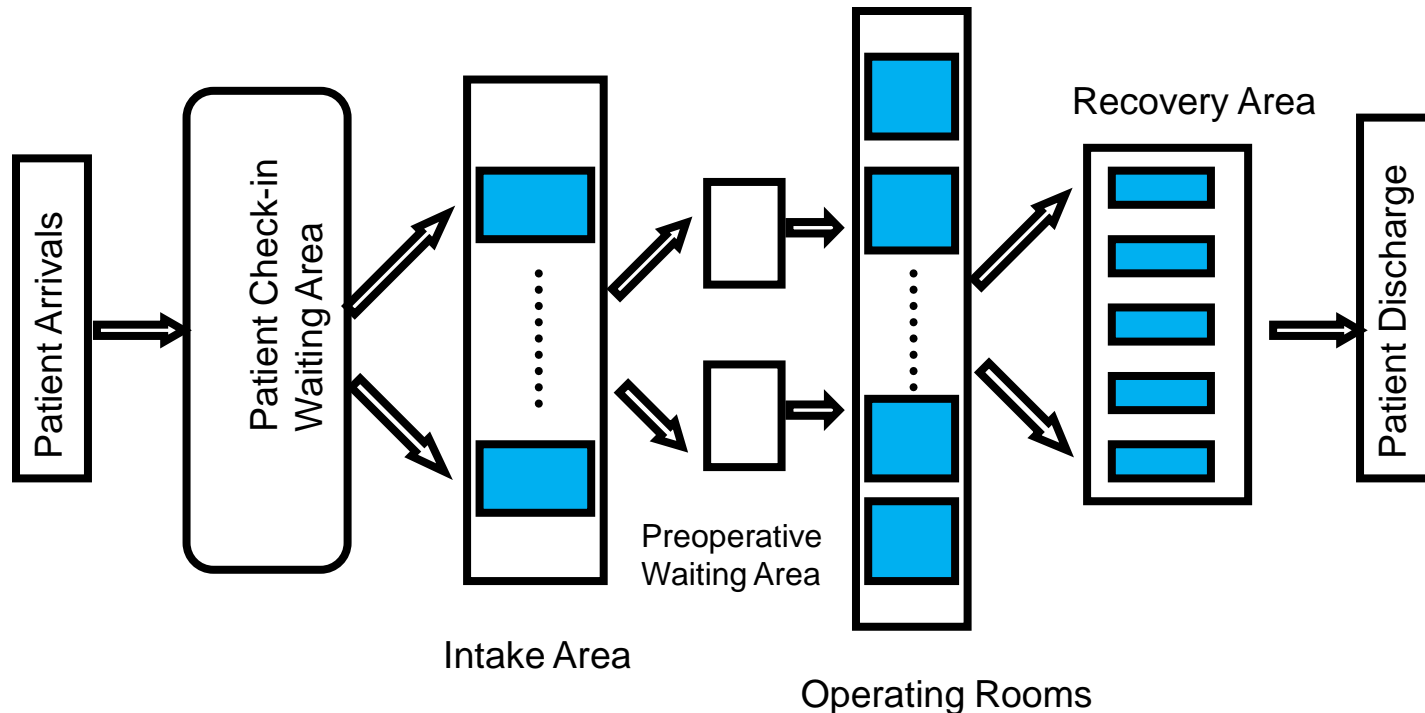 Patient Arrivals
Patient Check-in
Waiting Area
Intake Area
Preoperative
Waiting Area
Operating Rooms
Recovery Area
Patient Discharge